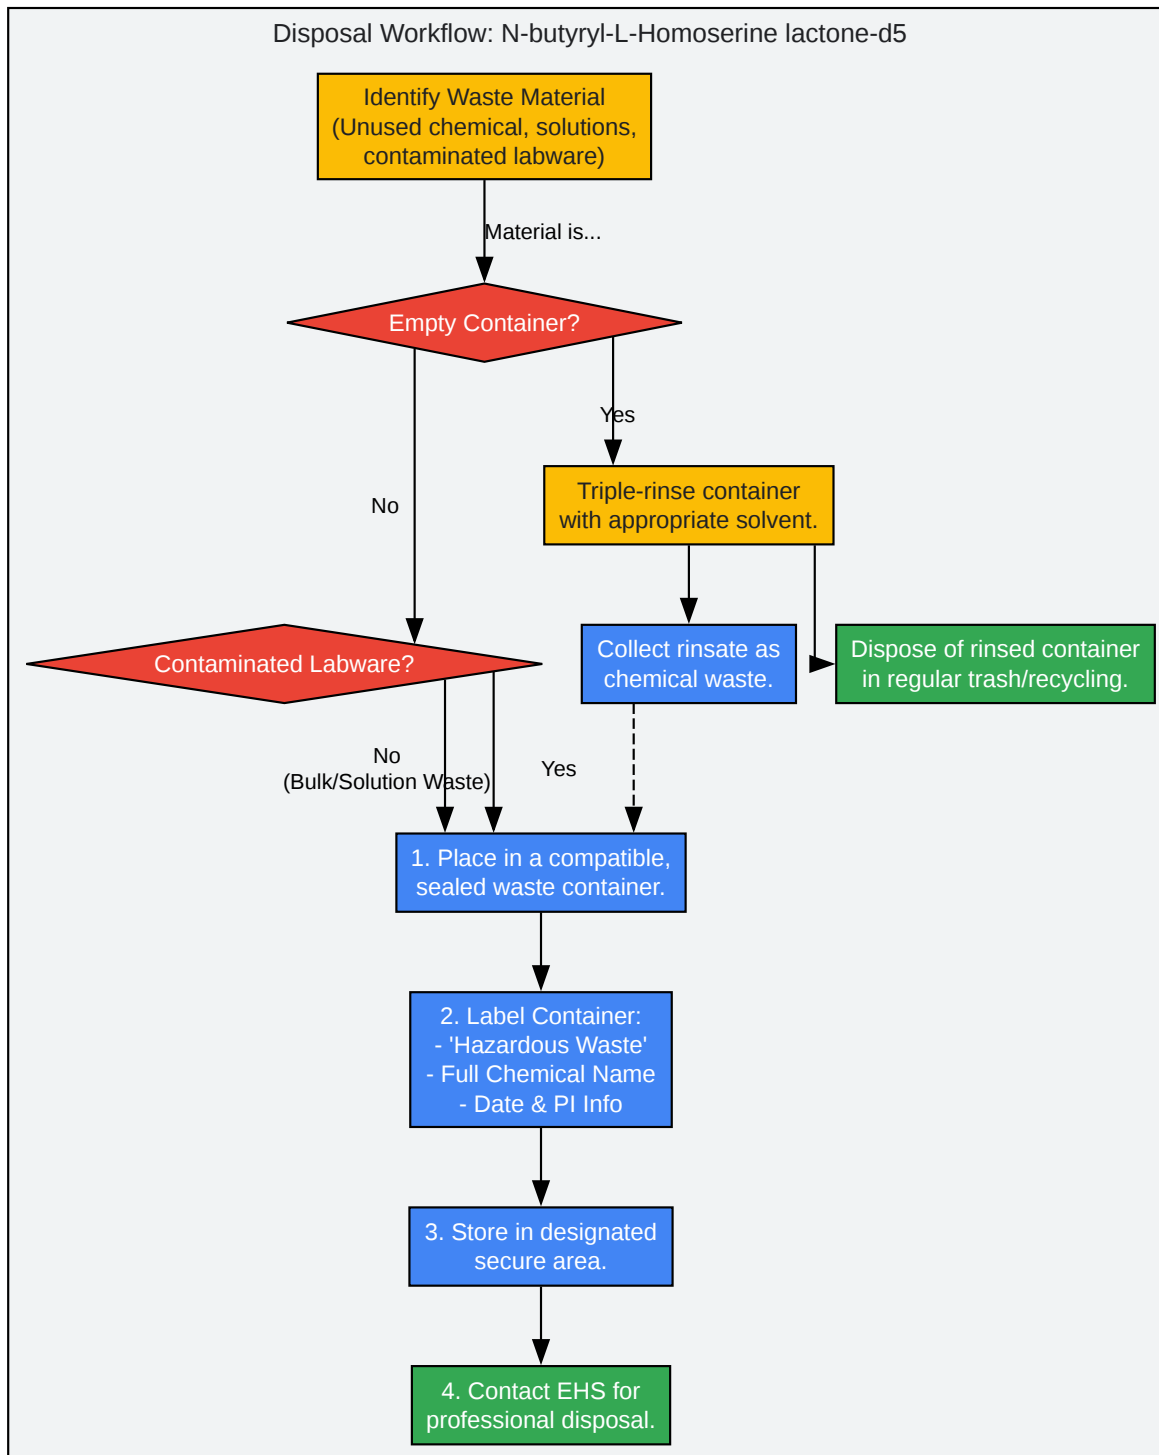 Disposal Workflow: N-butyryl-L-Homoserine lactone-d5
Identify Waste Material
(Unused chemical, solutions,
contaminated labware)
Material is...
Empty Container?
Yes
No
Triple-rinse container
with appropriate solvent.
Contaminated Labware?
Collect rinsate as
chemical waste.
Dispose of rinsed container
in regular trash/recycling.
No
(Bulk/Solution Waste)
Yes
1. Place in a compatible,
sealed waste container.
2. Label Container:
- 'Hazardous Waste'
- Full Chemical Name
- Date & PI Info
3. Store in designated
secure area.
4. Contact EHS for
professional disposal.